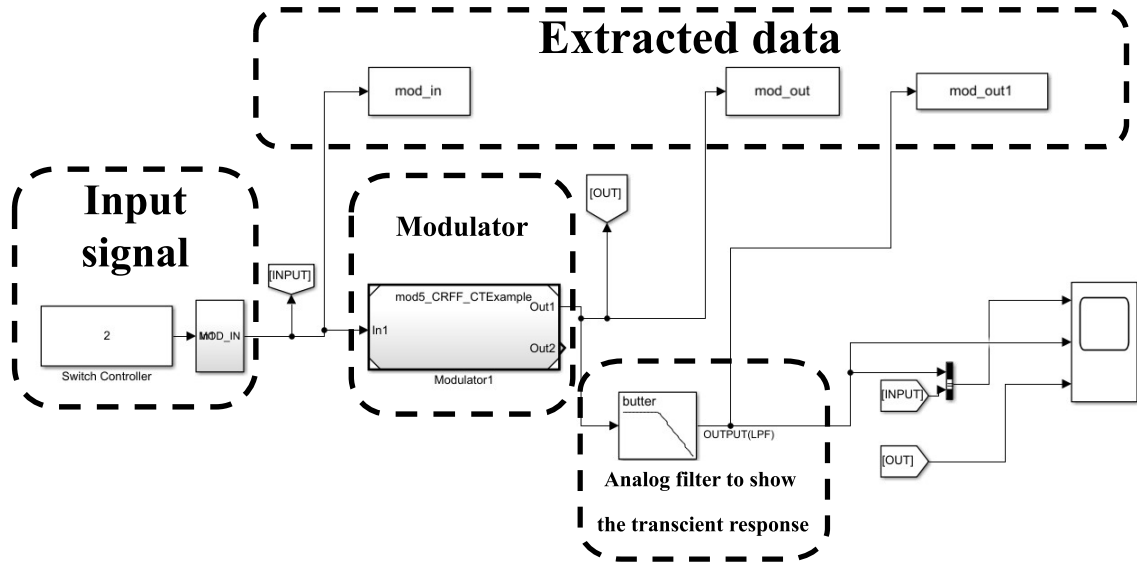 Extracted data
mod_in
mod_out
mod_out1
Input
signal
[INPUT]
2
MOD_IN
Switch Controller
Modulator
mod5_CRFF_CTExample
In1
Out1
Out2
Modulator1
[OUT]
butter
OUTPUT(LPF)
Analog filter to show
the transcient response
[INPUT]
[OUT]